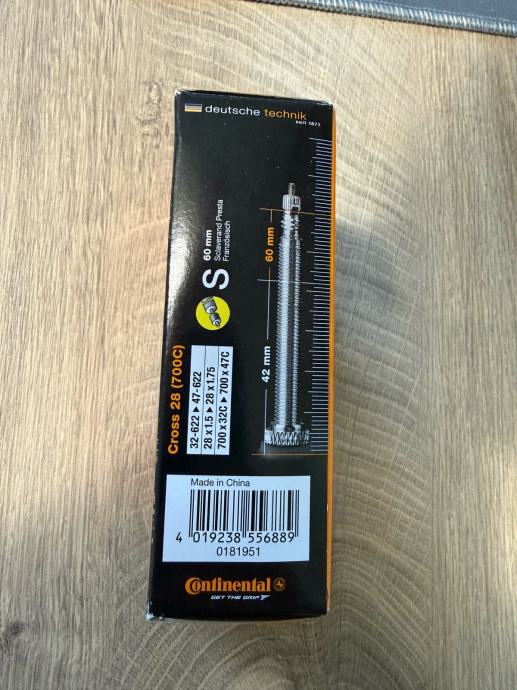 deutsche technik
seit 1871
S
60 mm
Sclaverand Presta
Französisch
60 mm
42 mm
Cross 28 (700C)
32-622 ▶ 47-622
28 x 1.5 ▶ 28 x 1.75
700 x 32C ▶ 700 x 47C
Made in China
4 019238 556889
0181951
Continental
GET THE GRIP